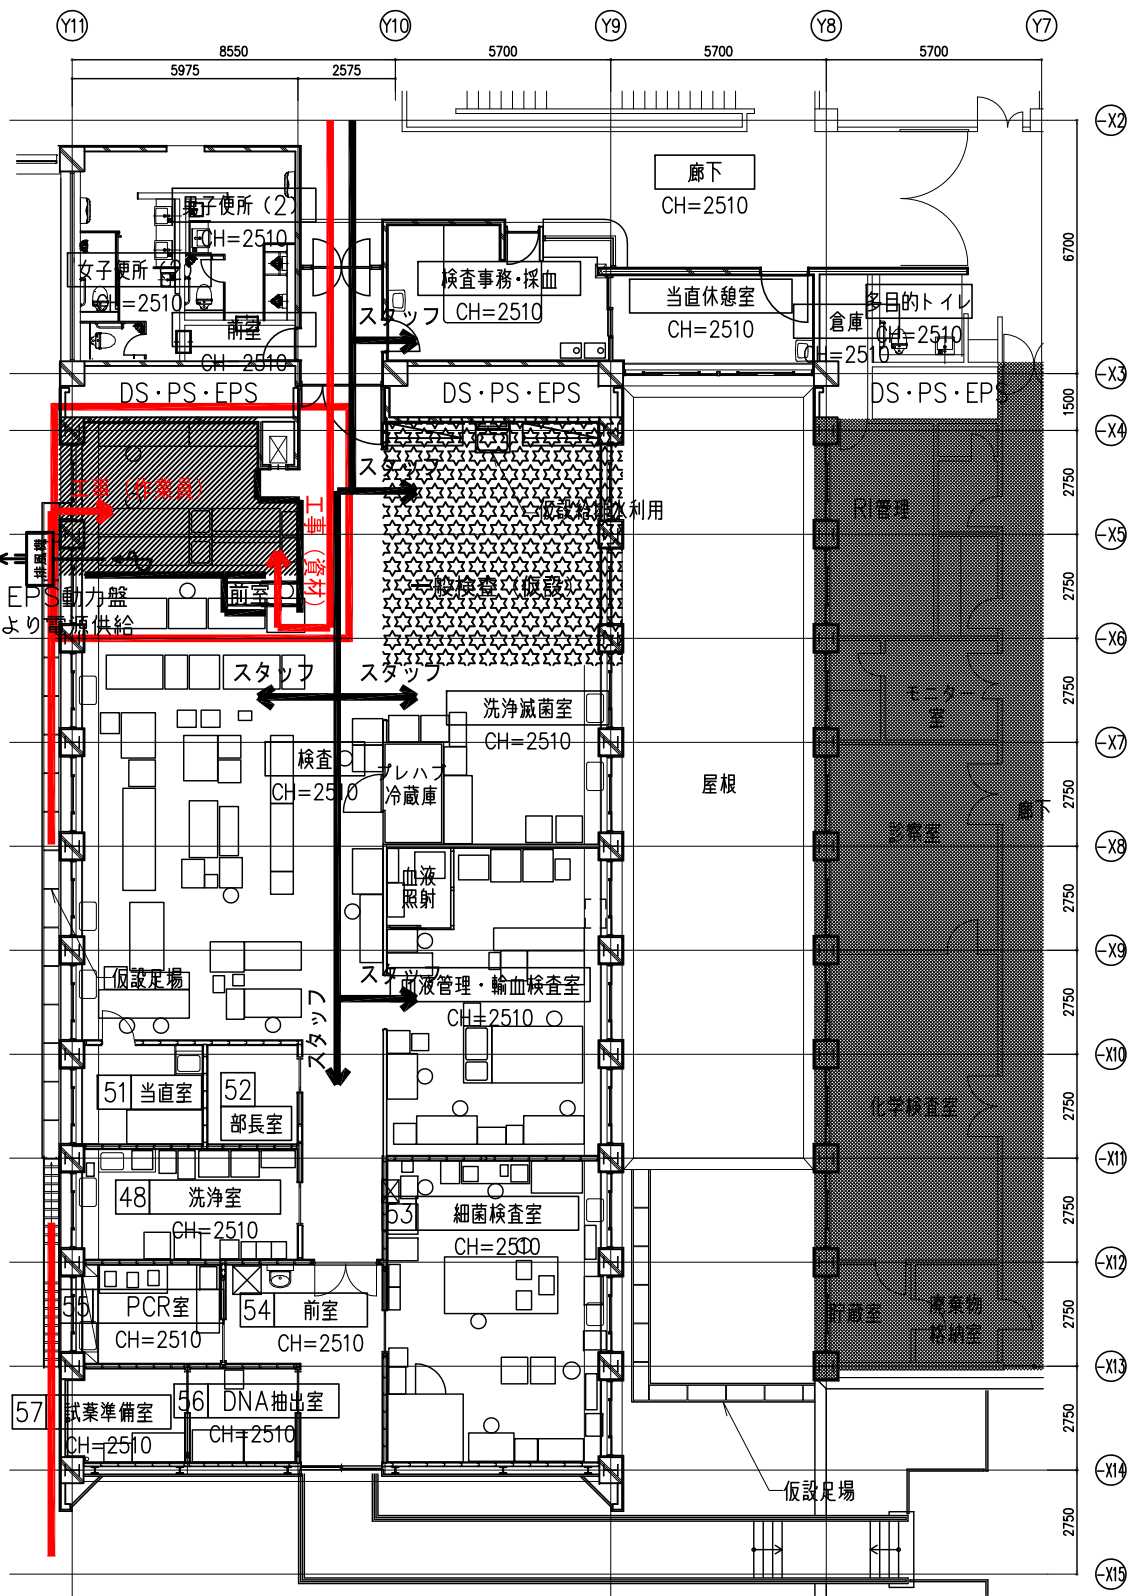 Y11
Y10
Y9
Y8
Y7
8550
5700
5700
5700
5975
2575
-X2
廊下
CH=2510
男子便所（2）
CH=2510
女子便所（2）
CH=2510
前室
CH=2510
検査事務・採血
CH=2510
当直休憩室
CH=2510
倉庫
CH=2510
多目的トイレ
CH=2510
スタッフ
6700
-X3
DS・PS・EPS
DS・PS・EPS
DS・PS・EPS
1500
-X4
スタッフ
工事（作業員）
工事（資材）
仮設給排水利用
RI管理
2750
-X5
排風機
EPS動力盤
より電源供給
前室
一般検査（仮設）
2750
-X6
スタッフ
スタッフ
洗浄滅菌室
CH=2510
モニター
室
2750
-X7
検査
CH=2510
プレハブ
冷蔵庫
屋根
廊下
診察室
2750
-X8
血液
照射
2750
-X9
仮設足場
スタッフ
血液管理・輸血検査室
CH=2510
スタッフ
2750
-X10
51
当直室
52
部長室
化学検査室
2750
-X11
48
洗浄室
CH=2510
53
細菌検査室
CH=2510
2750
-X12
55
PCR室
CH=2510
54
前室
CH=2510
貯蔵室
廃棄物
格納室
2750
-X13
57
試薬準備室
CH=2510
56
DNA抽出室
CH=2510
2750
-X14
仮設足場
2750
-X15